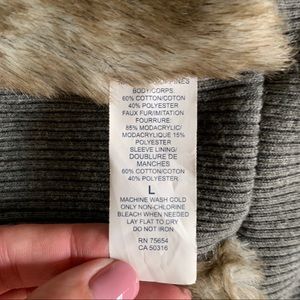 PINES
BODY/CORPS:
60% COTTON/COTON
40% POLYESTER
FAUX FUR/IMITATION
FOURRURE:
85% MODACRYLIC/
MODACRYLIQUE 15%
POLYESTER
SLEEVE LINING/
DOUBLURE DE
MANCHES
60% COTTON/COTON
40% POLYESTER
L
MACHINE WASH COLD
ONLY NON-CHLORINE
BLEACH WHEN NEEDED
LAY FLAT TO DRY
DO NOT IRON
RN 75654
CA 50316